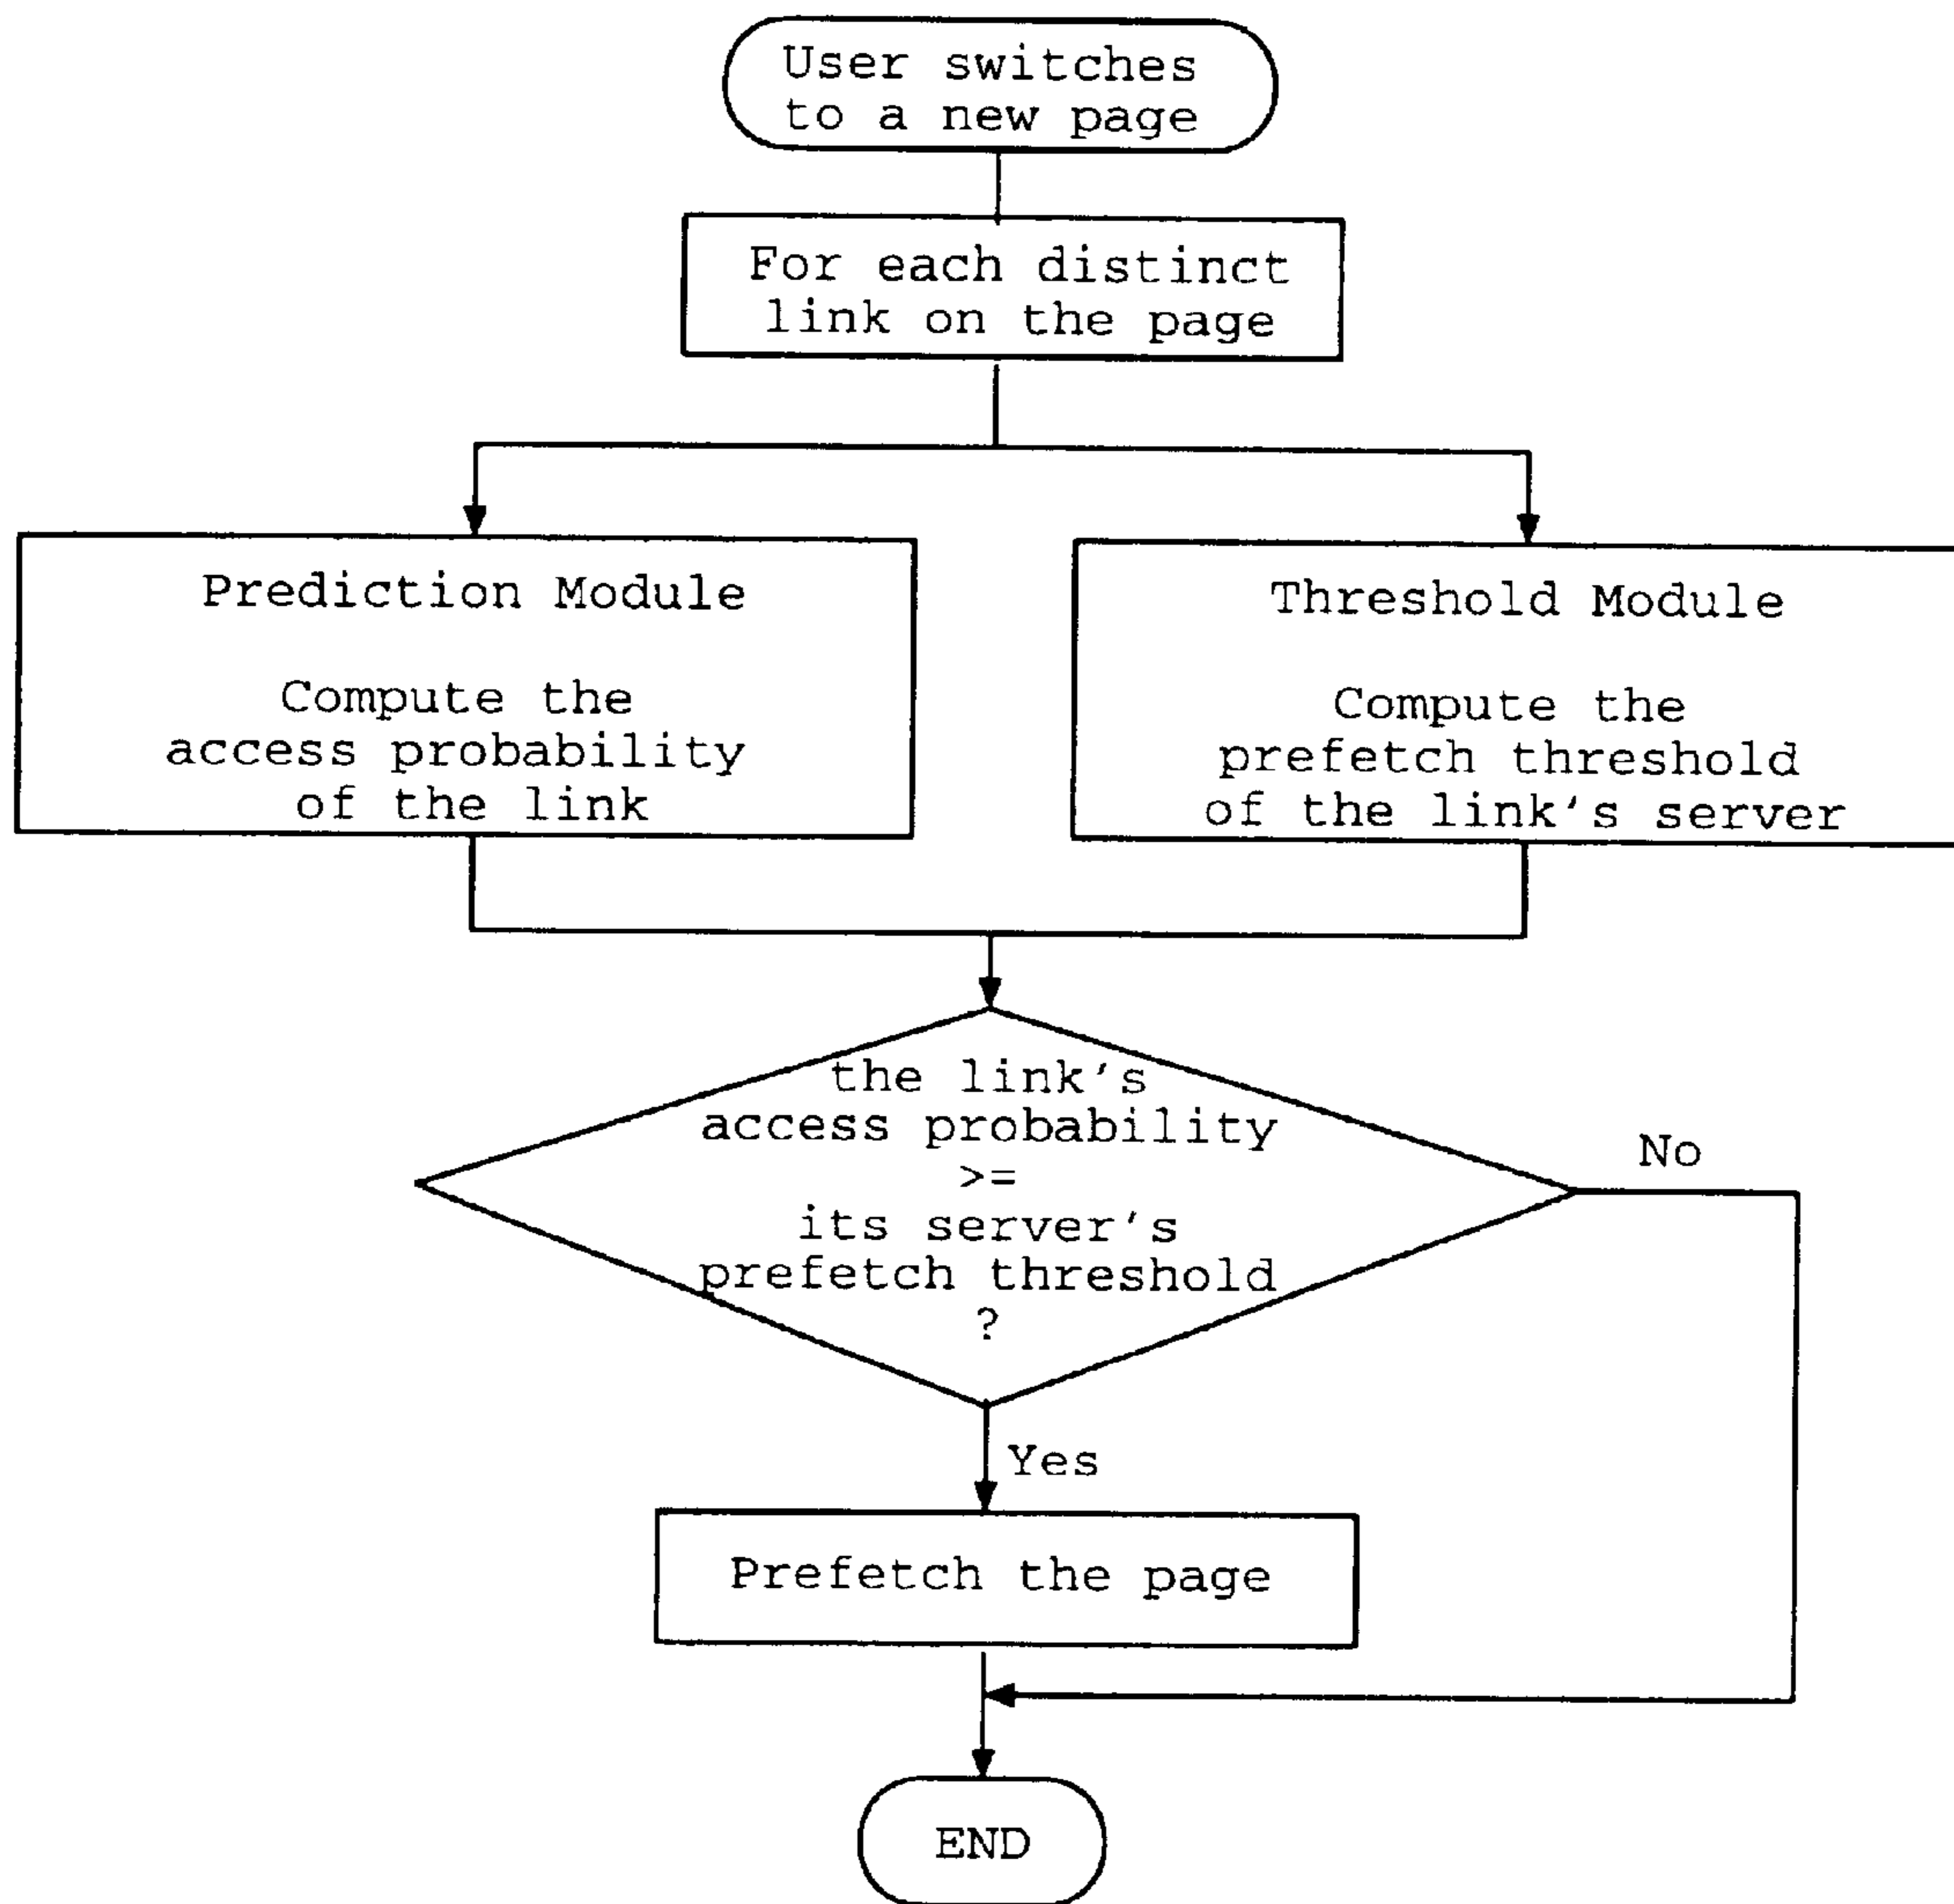 User switches
to a new page
For each distinct
link on the page
Prediction Module
Compute the
access probability
of the link
Threshold Module
Compute the
prefetch threshold
of the link's server
the link's
access probability
>=
its server's
prefetch threshold
?
No
Yes
Prefetch the page
END